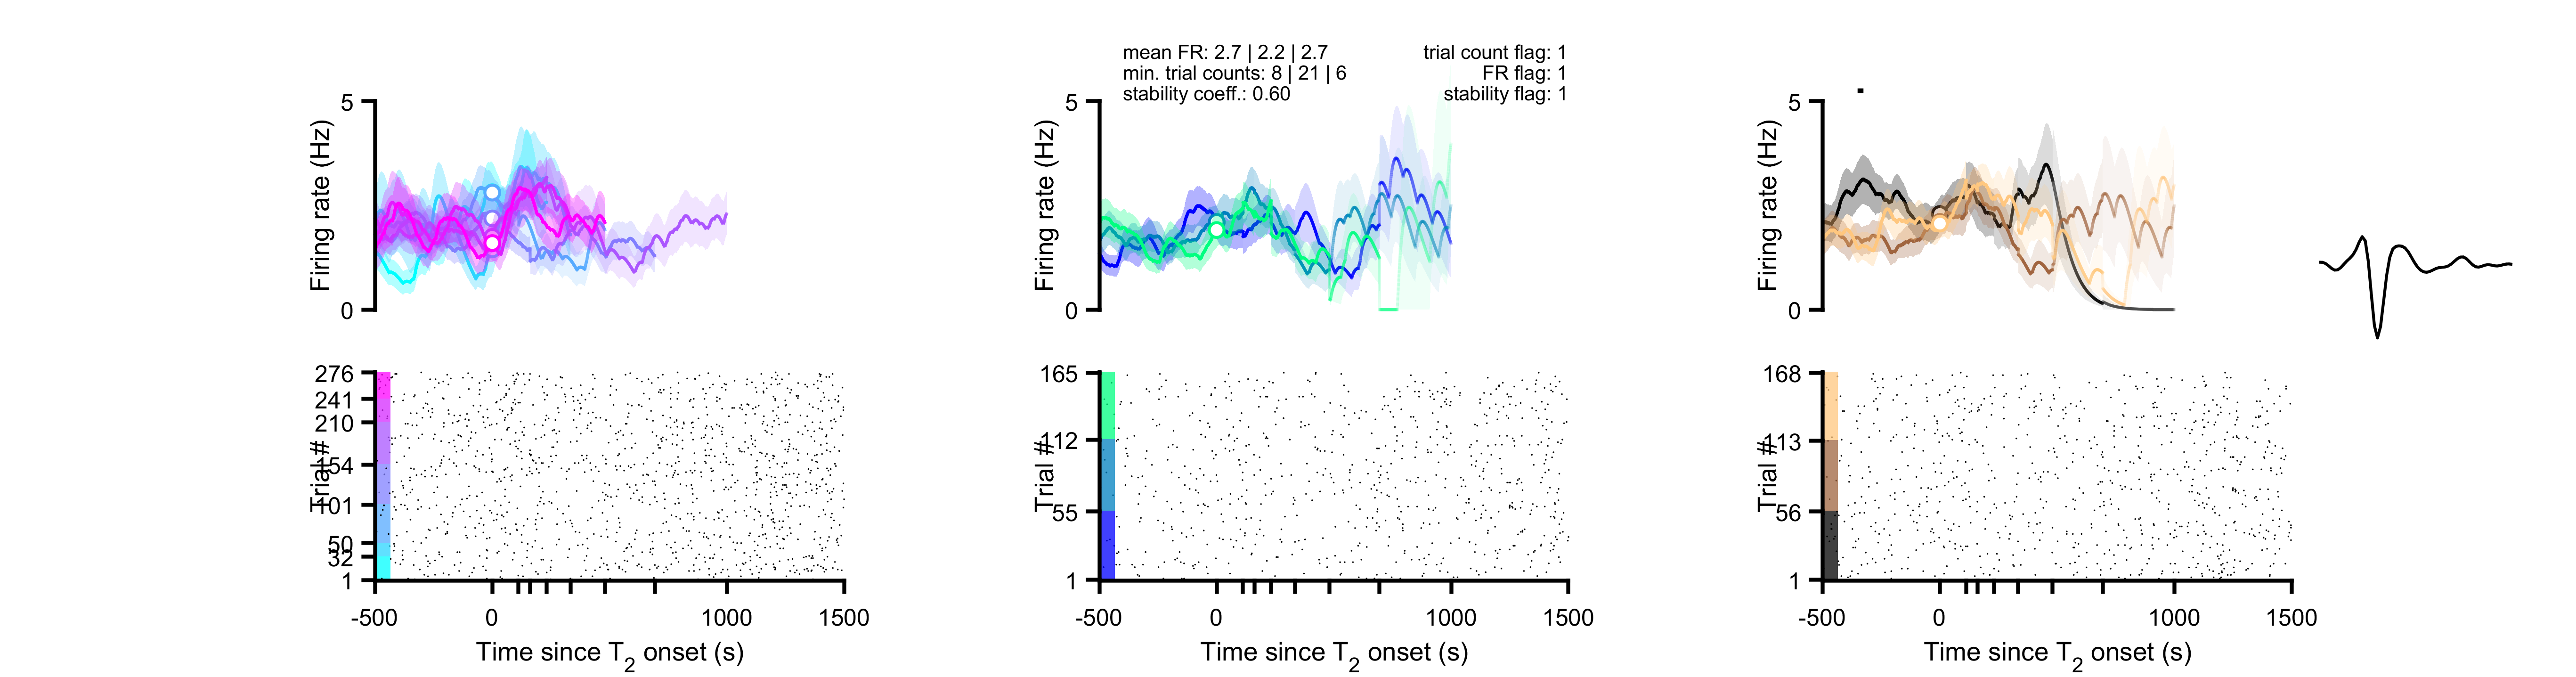 mean FR: 2.7 | 2.2 | 2.7
min. trial counts: 8 | 21 | 6
stability coeff.: 0.60
trial count flag: 1
FR flag: 1
stability flag: 1
5
Firing rate (Hz)
0
5
Firing rate (Hz)
0
5
Firing rate (Hz)
0
276
241
210
154
101
50
32
1
Trial #
-500
0
1000
1500
Time since T2 onset (s)
165
112
55
1
Trial #
-500
0
1000
1500
Time since T2 onset (s)
168
113
56
1
Trial #
-500
0
1000
1500
Time since T2 onset (s)